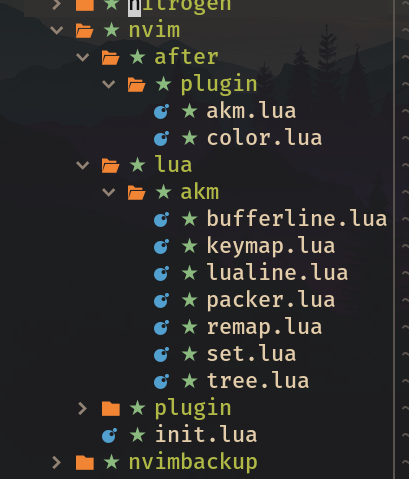 nitrogen
nvim
after
plugin
akm.lua
color.lua
lua
akm
bufferline.lua
keymap.lua
lualine.lua
packer.lua
remap.lua
set.lua
tree.lua
plugin
init.lua
nvimbackup